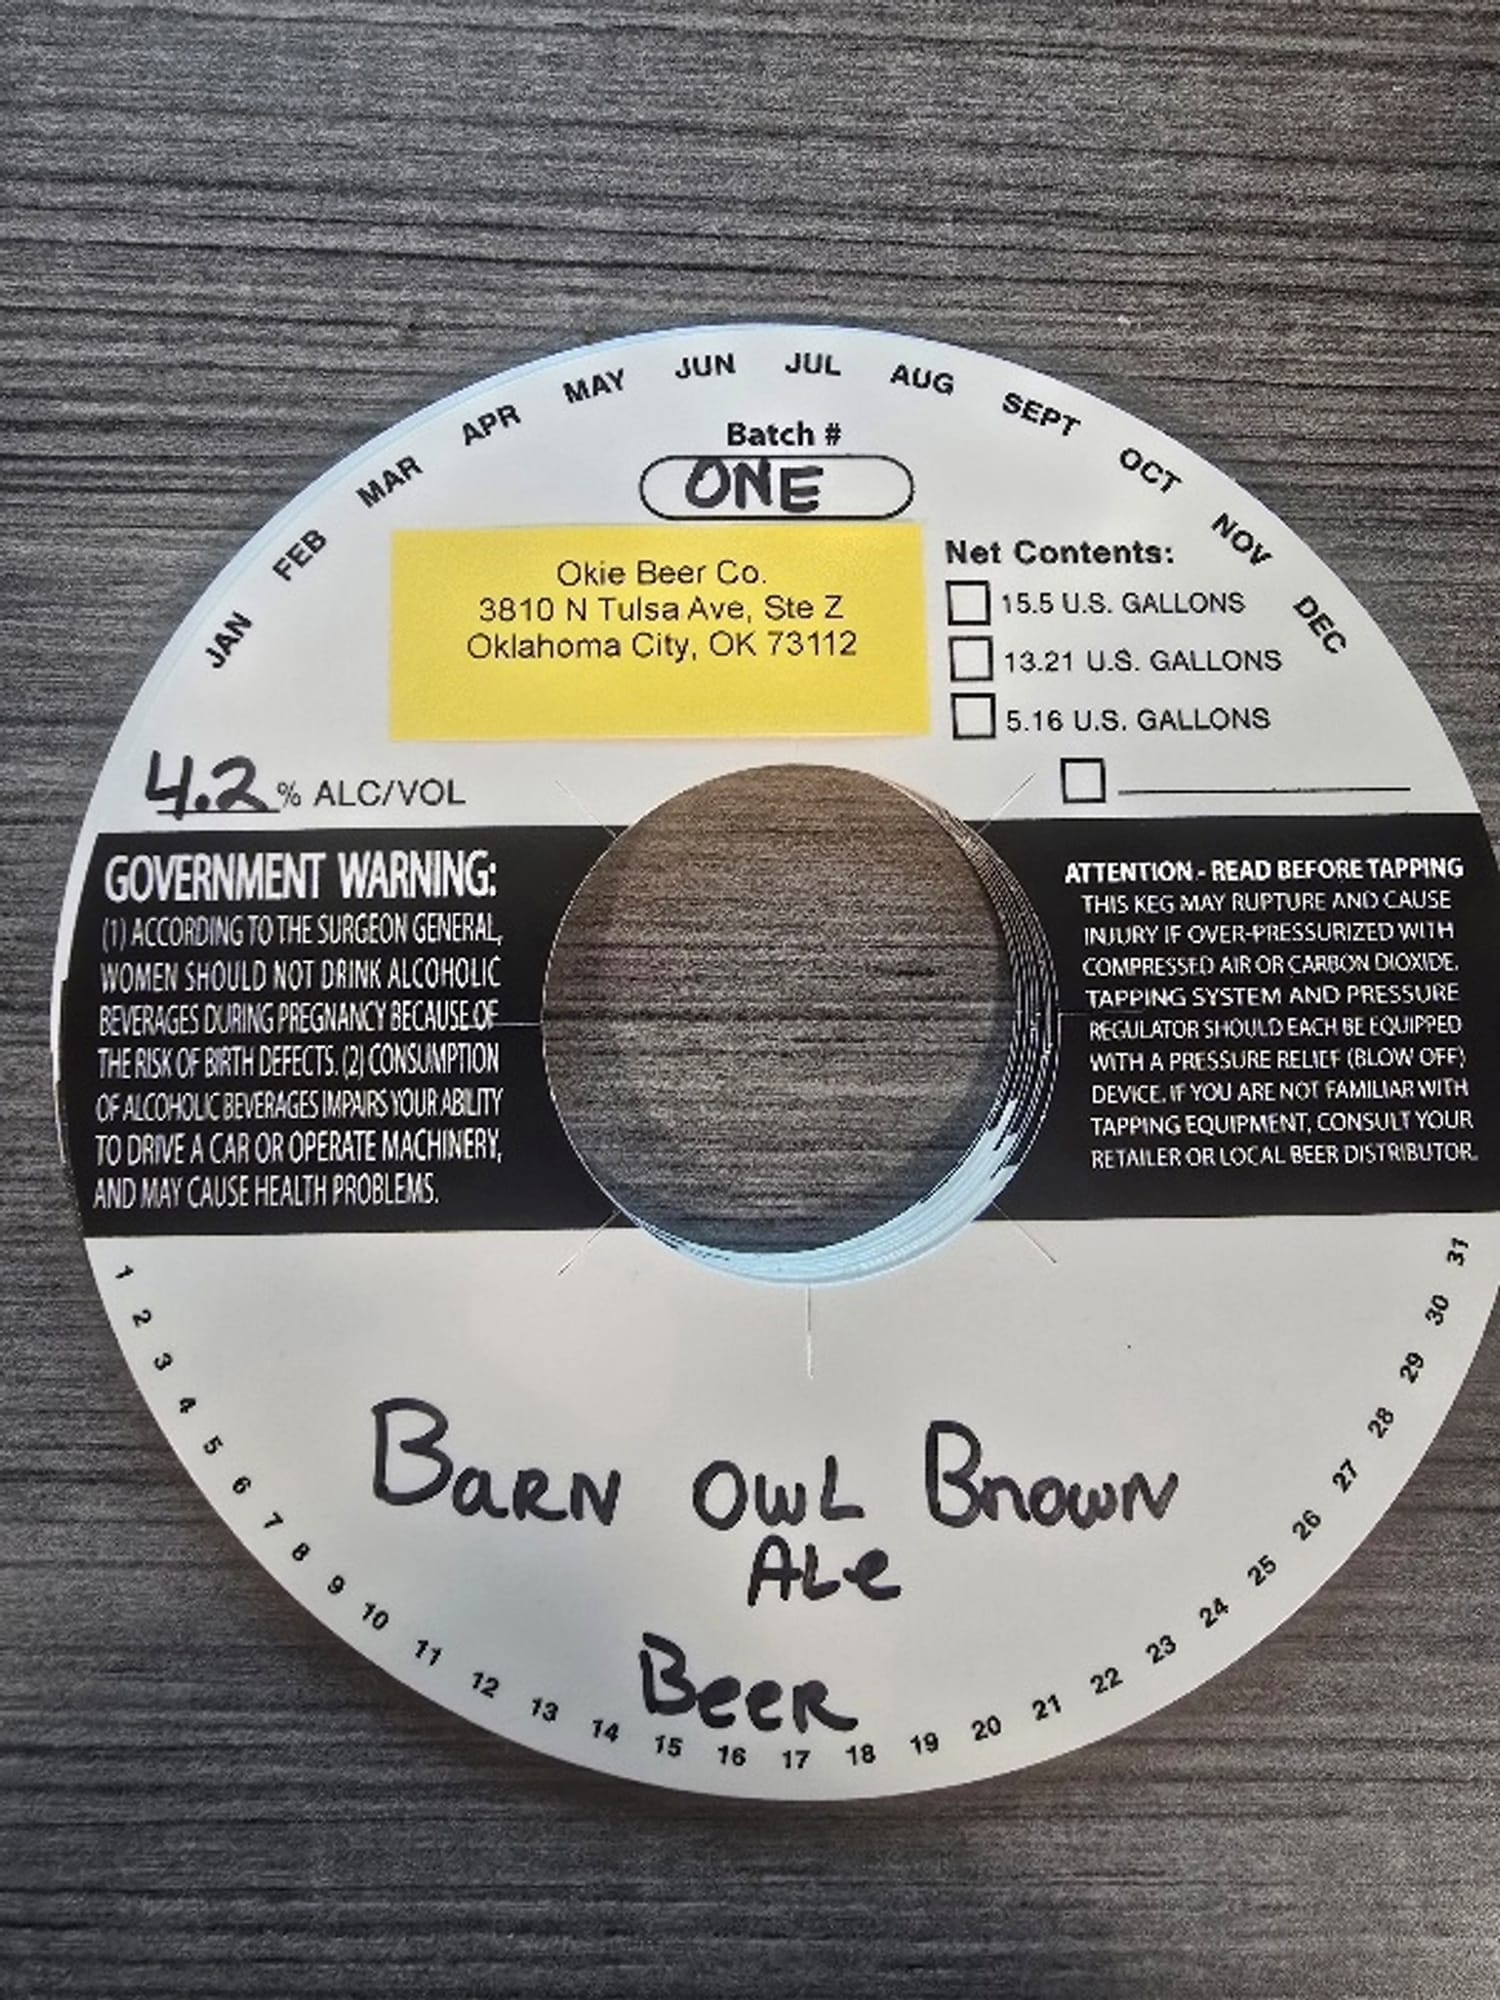 JAN FEB MAR APR MAY JUN JUL AUG SEPT OCT NOV DEC
Batch #
ONE
Okie Beer Co.
3810 N Tulsa Ave, Ste Z
Oklahoma City, OK 73112
Net Contents:
15.5 U.S. GALLONS
13.21 U.S. GALLONS
5.16 U.S. GALLONS
4.2 % ALC/VOL
GOVERNMENT WARNING:
(1) ACCORDING TO THE SURGEON GENERAL,
WOMEN SHOULD NOT DRINK ALCOHOLIC
BEVERAGES DURING PREGNANCY BECAUSE OF
THE RISK OF BIRTH DEFECTS. (2) CONSUMPTION
OF ALCOHOLIC BEVERAGES IMPAIRS YOUR ABILITY
TO DRIVE A CAR OR OPERATE MACHINERY,
AND MAY CAUSE HEALTH PROBLEMS.
ATTENTION - READ BEFORE TAPPING
THIS KEG MAY RUPTURE AND CAUSE
INJURY IF OVER-PRESSURIZED WITH
COMPRESSED AIR OR CARBON DIOXIDE.
TAPPING SYSTEM AND PRESSURE
REGULATOR SHOULD EACH BE EQUIPPED
WITH A PRESSURE RELIEF (BLOW OFF)
DEVICE. IF YOU ARE NOT FAMILIAR WITH
TAPPING EQUIPMENT, CONSULT YOUR
RETAILER OR LOCAL BEER DISTRIBUTOR.
BARN OWL BROWN
ALe
BeeR
1 2 3 4 5 6 7 8 9 10 11 12 13 14 15 16 17 18 19 20 21 22 23 24 25 26 27 28 29 30 31